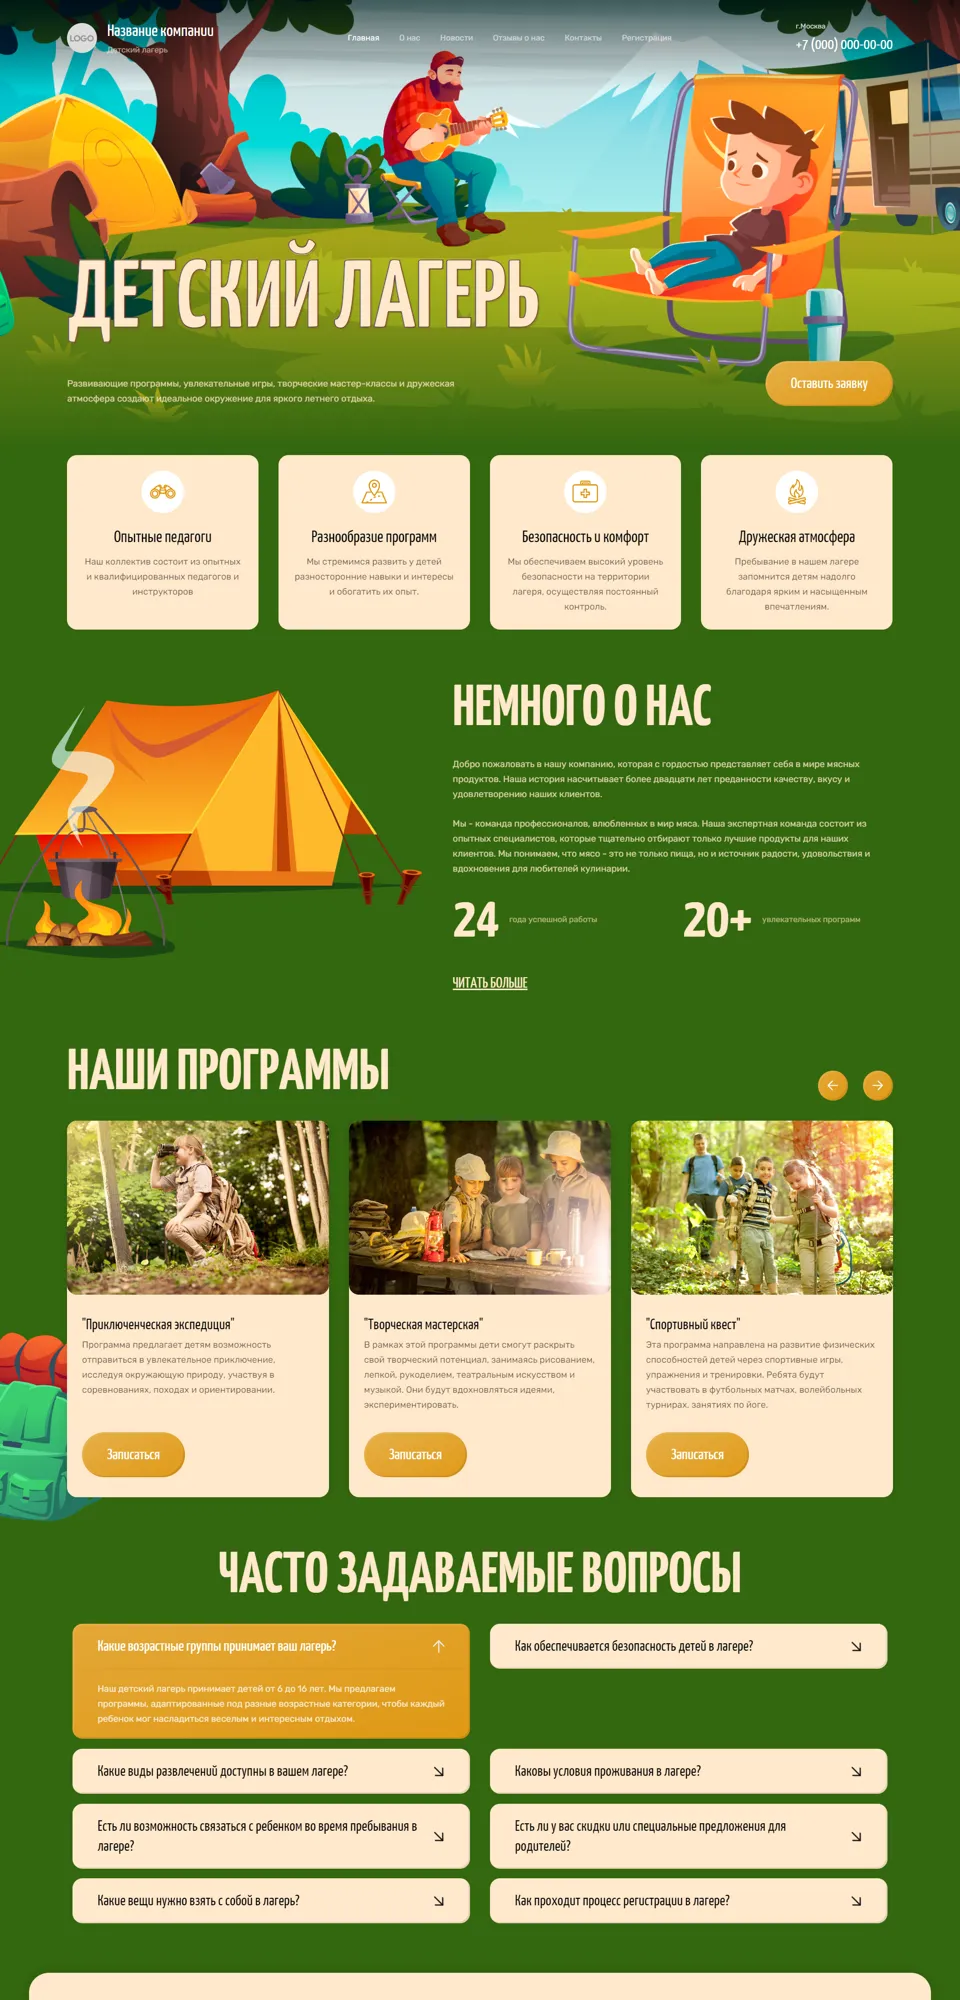 LOGO
Название компании
Детский лагерь
Главная О нас Новости Отзывы о нас Контакты Регистрация
г.Москва
+7 (000) 000-00-00
ДЕТСКИЙ ЛАГЕРЬ
Развивающие программы, увлекательные игры, творческие мастер-классы и дружеская
атмосфера создают идеальное окружение для яркого летнего отдыха.
Оставить заявку
Опытные педагоги
Наш коллектив состоит из опытных
и квалифицированных педагогов и
инструкторов
Разнообразие программ
Мы стремимся развить у детей
разносторонние навыки и интересы
и обогатить их опыт.
Безопасность и комфорт
Мы обеспечиваем высокий уровень
безопасности на территории
лагеря, осуществляя постоянный
контроль.
Дружеская атмосфера
Пребывание в нашем лагере
запомнится детям надолго
благодаря ярким и насыщенным
впечатлениям.
НЕМНОГО О НАС
Добро пожаловать в нашу компанию, которая с гордостью представляет себя в мире мясных
продуктов. Наша история насчитывает более двадцати лет преданности качеству, вкусу и
удовлетворению наших клиентов.
Мы - команда профессионалов, влюбленных в мир мяса. Наша экспертная команда состоит из
опытных специалистов, которые тщательно отбирают только лучшие продукты для наших
клиентов. Мы понимаем, что мясо - это не только пища, но и источник радости, удовольствия и
вдохновения для любителей кулинарии.
24 года успешной работы
20+ увлекательных программ
ЧИТАТЬ БОЛЬШЕ
НАШИ ПРОГРАММЫ
"Приключенческая экспедиция"
Программа предлагает детям возможность
отправиться в увлекательное приключение,
исследуя окружающую природу, участвуя в
соревнованиях, походах и ориентировании.
Записаться
"Творческая мастерская"
В рамках этой программы дети смогут раскрыть
свой творческий потенциал, занимаясь рисованием,
лепкой, рукоделием, театральным искусством и
музыкой. Они будут вдохновляться идеями,
экспериментировать.
Записаться
"Спортивный квест"
Эта программа направлена на развитие физических
способностей детей через спортивные игры,
упражнения и тренировки. Ребята будут
участвовать в футбольных матчах, волейбольных
турнирах, занятиях по йоге.
Записаться
ЧАСТО ЗАДАВАЕМЫЕ ВОПРОСЫ
Какие возрастные группы принимает ваш лагерь?
Наш детский лагерь принимает детей от 6 до 16 лет. Мы предлагаем
программы, адаптированные под разные возрастные категории, чтобы каждый
ребенок мог насладиться веселым и интересным отдыхом.
Как обеспечивается безопасность детей в лагере?
Какие виды развлечений доступны в вашем лагере?
Каковы условия проживания в лагере?
Есть ли возможность связаться с ребенком во время пребывания в
лагере?
Есть ли у вас скидки или специальные предложения для
родителей?
Какие вещи нужно взять с собой в лагерь?
Как проходит процесс регистрации в лагере?